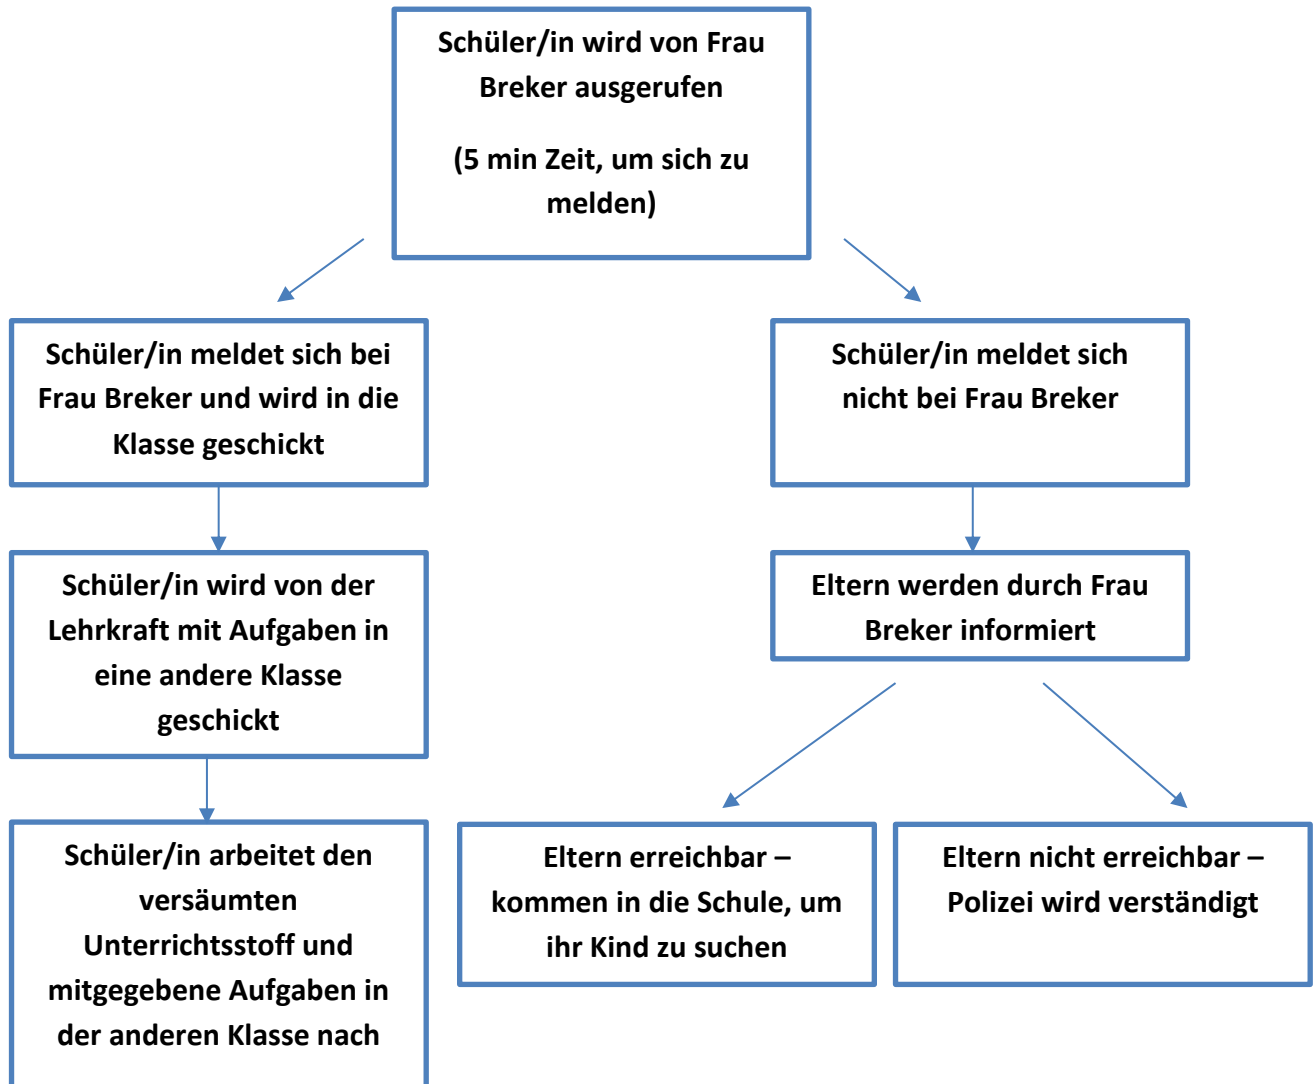 Schüler/in wird von Frau
Breker ausgerufen
(5 min Zeit, um sich zu
melden)
Schüler/in meldet sich bei
Frau Breker und wird in die
Klasse geschickt
Schüler/in meldet sich
nicht bei Frau Breker
Schüler/in wird von der
Lehrkraft mit Aufgaben in
eine andere Klasse
geschickt
Eltern werden durch Frau
Breker informiert
Schüler/in arbeitet den
versäumten
Unterrichtsstoff und
mitgegebene Aufgaben in
der anderen Klasse nach
Eltern erreichbar –
kommen in die Schule, um
ihr Kind zu suchen
Eltern nicht erreichbar –
Polizei wird verständigt